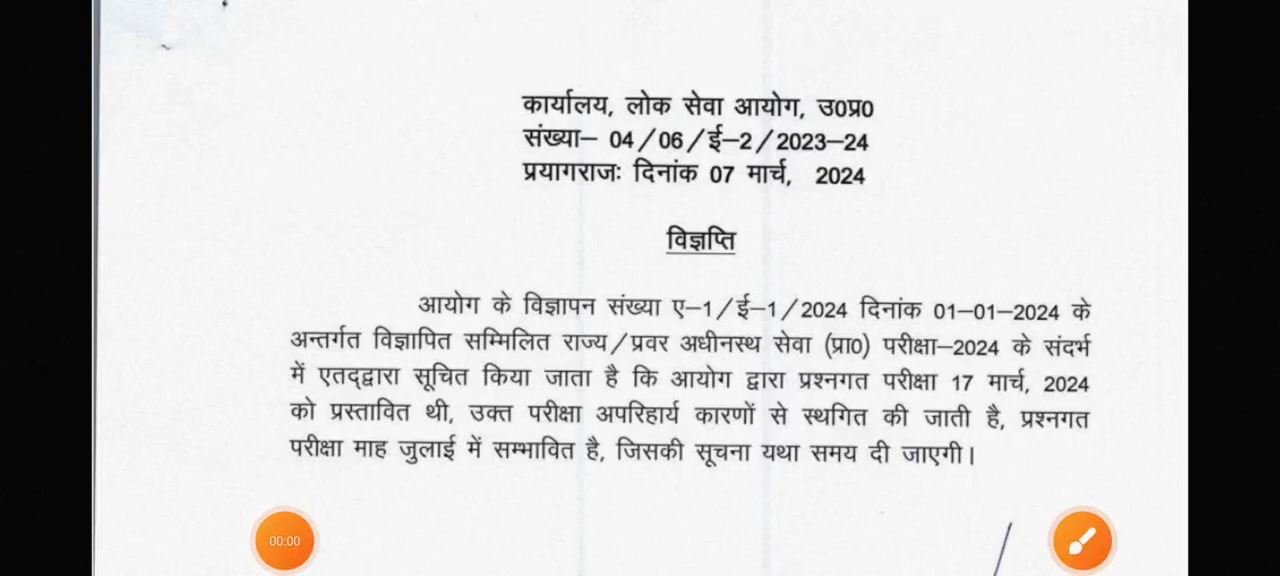 कार्यालय, लोक सेवा आयोग, उ0प्र0
संख्या– 04/06/ई–2/2023–24
प्रयागराजः दिनांक 07 मार्च, 2024
विज्ञप्ति
आयोग के विज्ञापन संख्या ए–1/ई–1/2024 दिनांक 01–01–2024 के
अन्तर्गत विज्ञापित सम्मिलित राज्य/प्रवर अधीनस्थ सेवा (प्रा0) परीक्षा–2024 के संदर्भ
में एतद्द्वारा सूचित किया जाता है कि आयोग द्वारा प्रश्नगत परीक्षा 17 मार्च, 2024
को प्रस्तावित थी, उक्त परीक्षा अपरिहार्य कारणों से स्थगित की जाती है, प्रश्नगत
परीक्षा माह जुलाई में सम्भावित है, जिसकी सूचना यथा समय दी जाएगी।
00:00